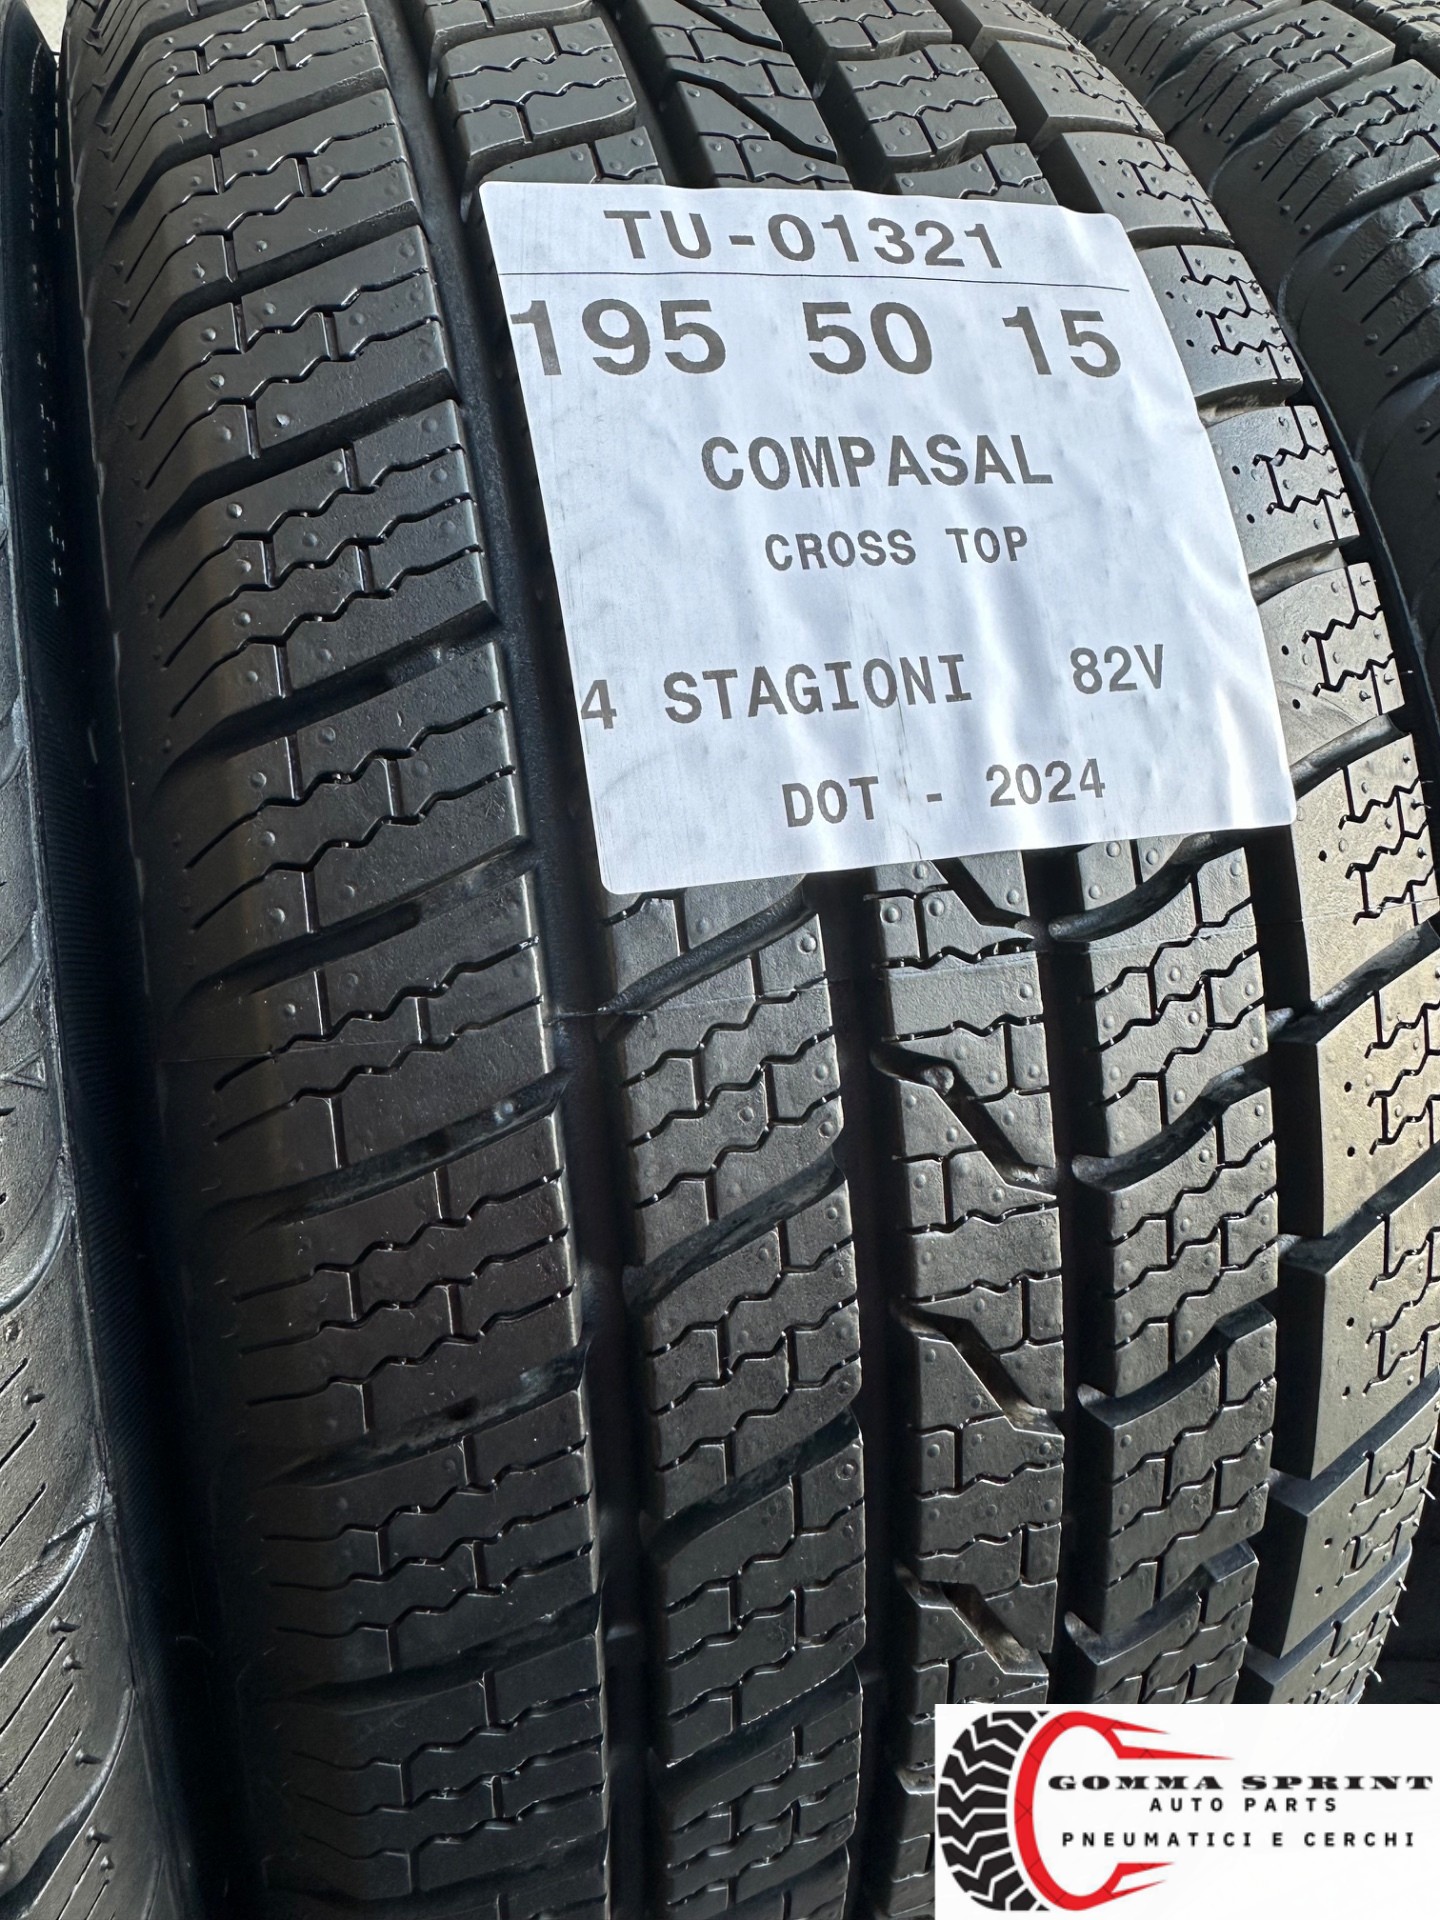 TU-01321
195 50 15
COMPASAL
CROSS TOP
4 STAGIONI 82V
DOT - 2024
GOMMA SPRINT
AUTO PARTS
PNEUMATICI E CERCHI